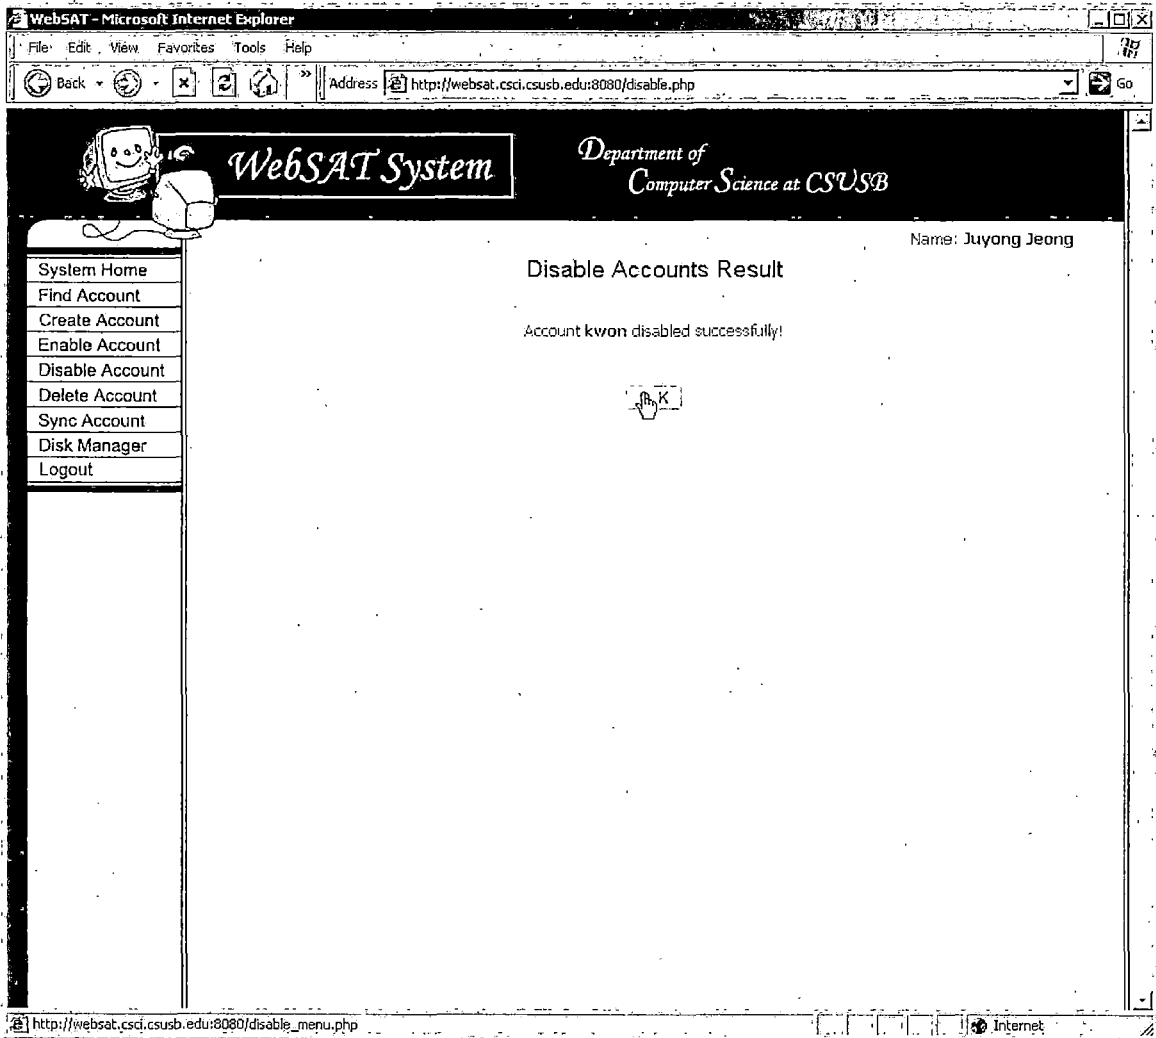 WebSAT - Microsoft Internet Explorer
File Edit View Favorites Tools Help
Back » Address http://websat.csci.csusb.edu:8080/disable.php Go
WebSAT System
Department of
Computer Science at CSUSB
Name: Juyong Jeong
System Home
Find Account
Create Account
Enable Account
Disable Account
Delete Account
Sync Account
Disk Manager
Logout
Disable Accounts Result
Account kwon disabled successfully!
K
http://websat.csci.csusb.edu:8080/disable_menu.php Internet